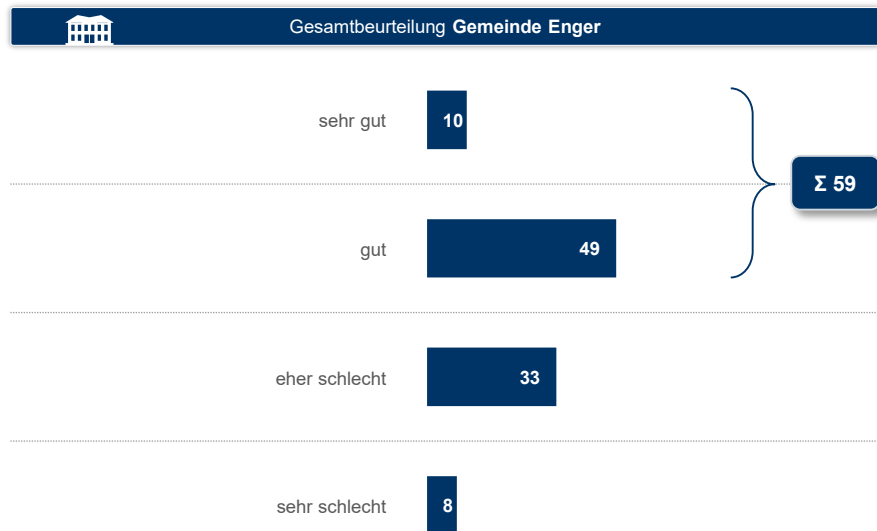 Gesamtbeurteilung Gemeinde Enger
sehr gut 10
Σ 59
gut 49
eher schlecht 33
sehr schlecht 8